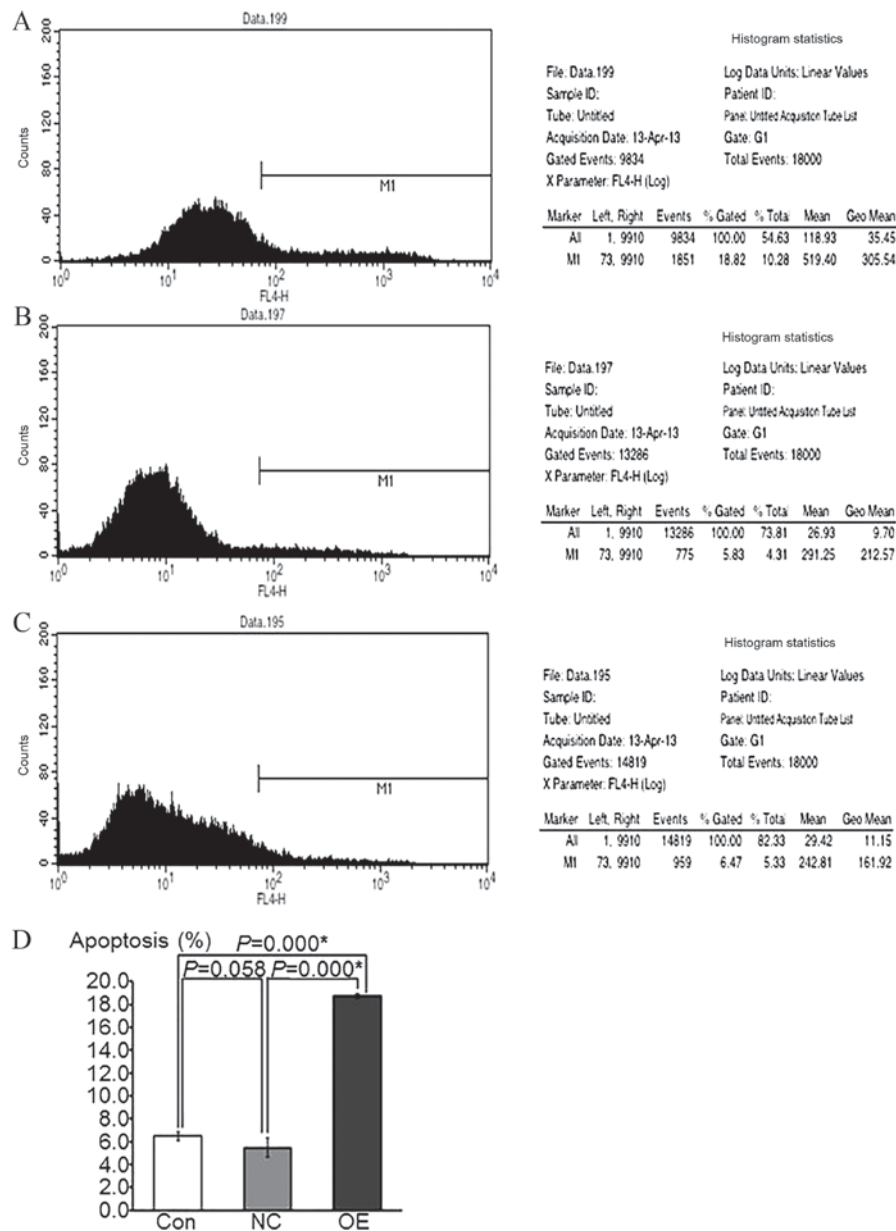 A
Data.199
Counts
200
160
120
80
40
0
M1
10^0 10^1 10^2 10^3 10^4
FL4-H
Histogram statistics
File: Data.199 Log Data Units: Linear Values
Sample ID: Patient ID:
Tube: Untitled Panel: Untitled Acquisition Tube List
Acquisition Date: 13-Apr-13 Gate: G1
Gated Events: 9834 Total Events: 18000
X Parameter: FL4-H (Log)
Marker Left, Right Events % Gated % Total Mean Geo Mean
All 1, 9910 9834 100.00 54.63 118.93 35.45
M1 73, 9910 1851 18.82 10.28 519.40 305.54
B
Data.197
Counts
200
160
120
80
40
0
M1
10^0 10^1 10^2 10^3 10^4
FL4-H
Histogram statistics
File: Data.197 Log Data Units: Linear Values
Sample ID: Patient ID:
Tube: Untitled Panel: Untitled Acquisition Tube List
Acquisition Date: 13-Apr-13 Gate: G1
Gated Events: 13286 Total Events: 18000
X Parameter: FL4-H (Log)
Marker Left, Right Events % Gated % Total Mean Geo Mean
All 1, 9910 13286 100.00 73.81 26.93 9.70
M1 73, 9910 775 5.83 4.31 291.25 212.57
C
Data.195
Counts
200
160
120
80
40
0
M1
10^0 10^1 10^2 10^3 10^4
FL4-H
Histogram statistics
File: Data.195 Log Data Units: Linear Values
Sample ID: Patient ID:
Tube: Untitled Panel: Untitled Acquisition Tube List
Acquisition Date: 13-Apr-13 Gate: G1
Gated Events: 14819 Total Events: 18000
X Parameter: FL4-H (Log)
Marker Left, Right Events % Gated % Total Mean Geo Mean
All 1, 9910 14819 100.00 82.33 29.42 11.15
M1 73, 9910 959 6.47 5.33 242.81 161.92
D
Apoptosis (%)
P=0.000*
P=0.058 P=0.000*
20.0
18.0
16.0
14.0
12.0
10.0
8.0
6.0
4.0
2.0
0.0
Con NC OE